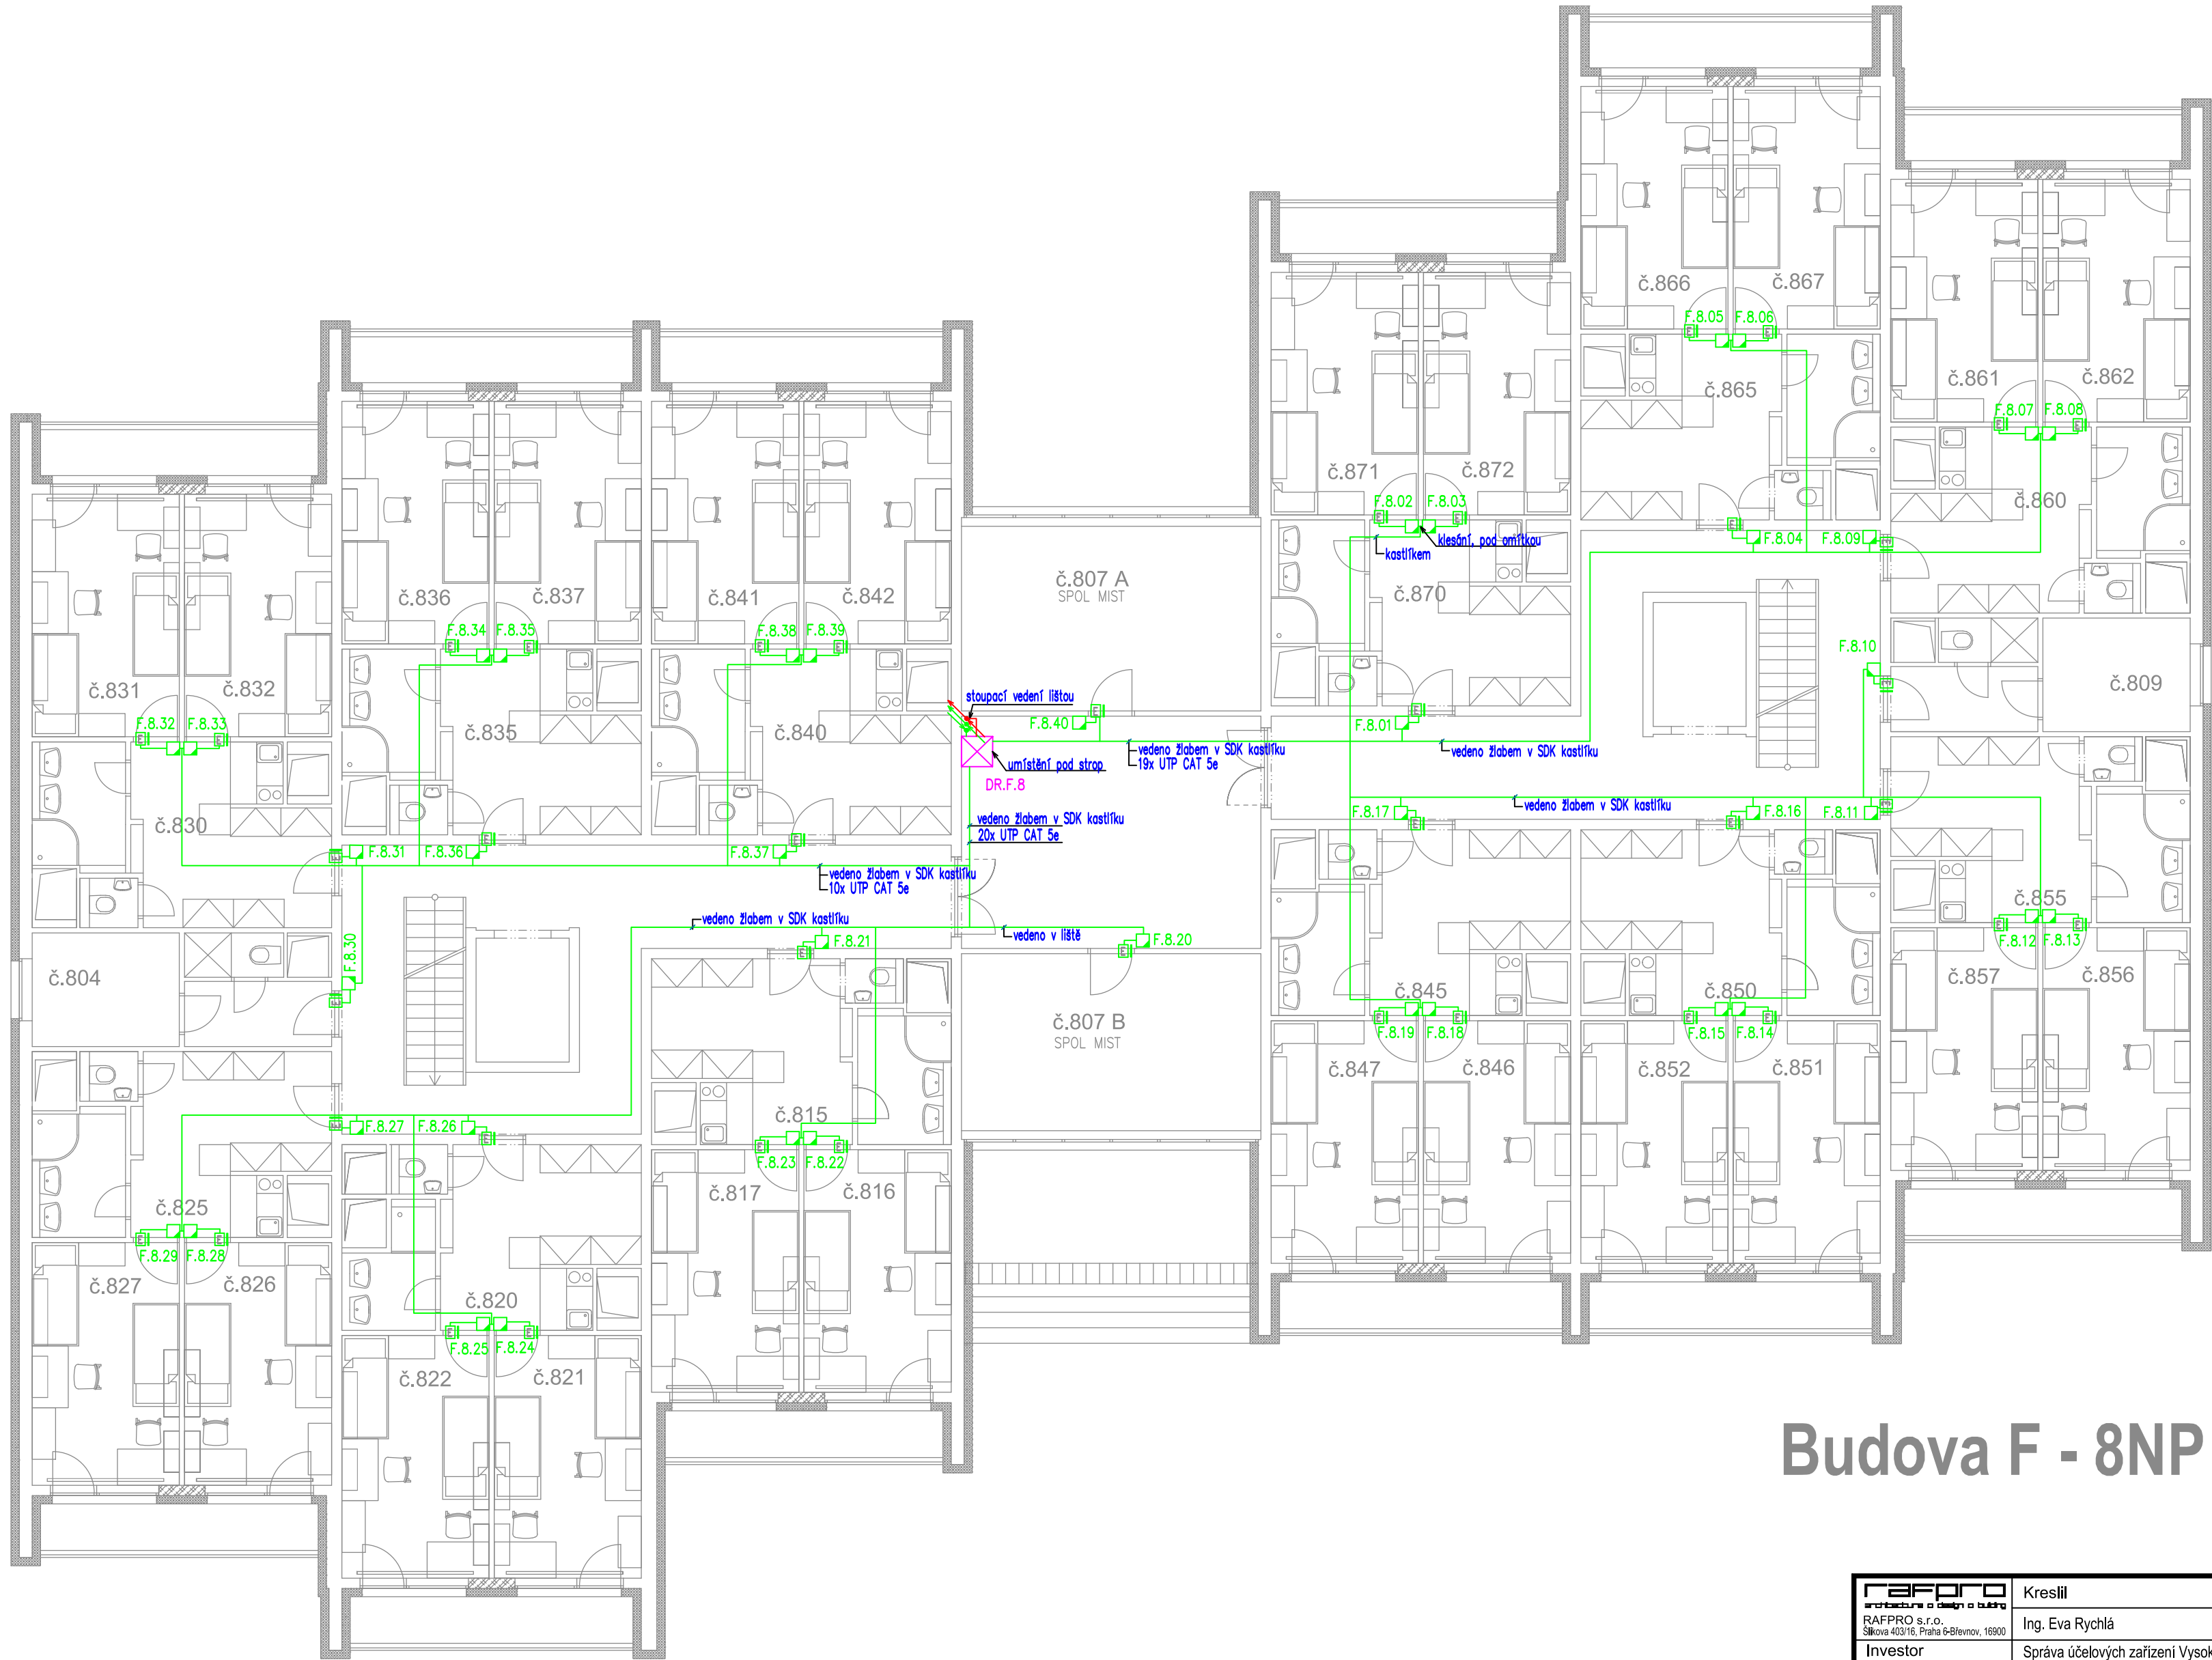 č.866
č.867
F.8.05
F.8.06
č.861
č.862
č.865
F.8.07
F.8.08
č.871
č.872
F.8.02
F.8.03
č.860
klesání, pod omítkou
kastlíkem
F.8.04
F.8.09
č.807 A
SPOL MIST
č.870
č.836
č.837
č.841
č.842
F.8.34
F.8.35
F.8.38
F.8.39
F.8.10
č.831
č.832
č.809
stoupací vedení lištou
F.8.32
F.8.33
č.835
č.840
F.8.40
F.8.01
vedeno žlabem v SDK kastlíku
19x UTP CAT 5e
vedeno žlabem v SDK kastlíku
umístění pod strop
DR.F.8
vedeno žlabem v SDK kastlíku
F.8.17
F.8.16
F.8.11
č.830
vedeno žlabem v SDK kastlíku
20x UTP CAT 5e
F.8.31
F.8.36
F.8.37
vedeno žlabem v SDK kastlíku
10x UTP CAT 5e
č.855
vedeno žlabem v SDK kastlíku
F.8.30
F.8.21
vedeno v liště
F.8.20
F.8.12
F.8.13
č.804
č.857
č.856
č.845
č.850
č.807 B
SPOL MIST
F.8.19
F.8.18
F.8.15
F.8.14
č.847
č.846
č.852
č.851
č.815
F.8.27
F.8.26
F.8.23
F.8.22
č.817
č.816
č.825
F.8.29
F.8.28
č.827
č.826
č.820
F.8.25
F.8.24
č.822
č.821
Budova F - 8NP
rafpro
architecture a design a building
RAFPRO s.r.o.
Šlikova 403/16, Praha 6-Břevnov, 16900
Kreslil
Ing. Eva Rychlá
Investor
Správa účelových zařízení Vysok